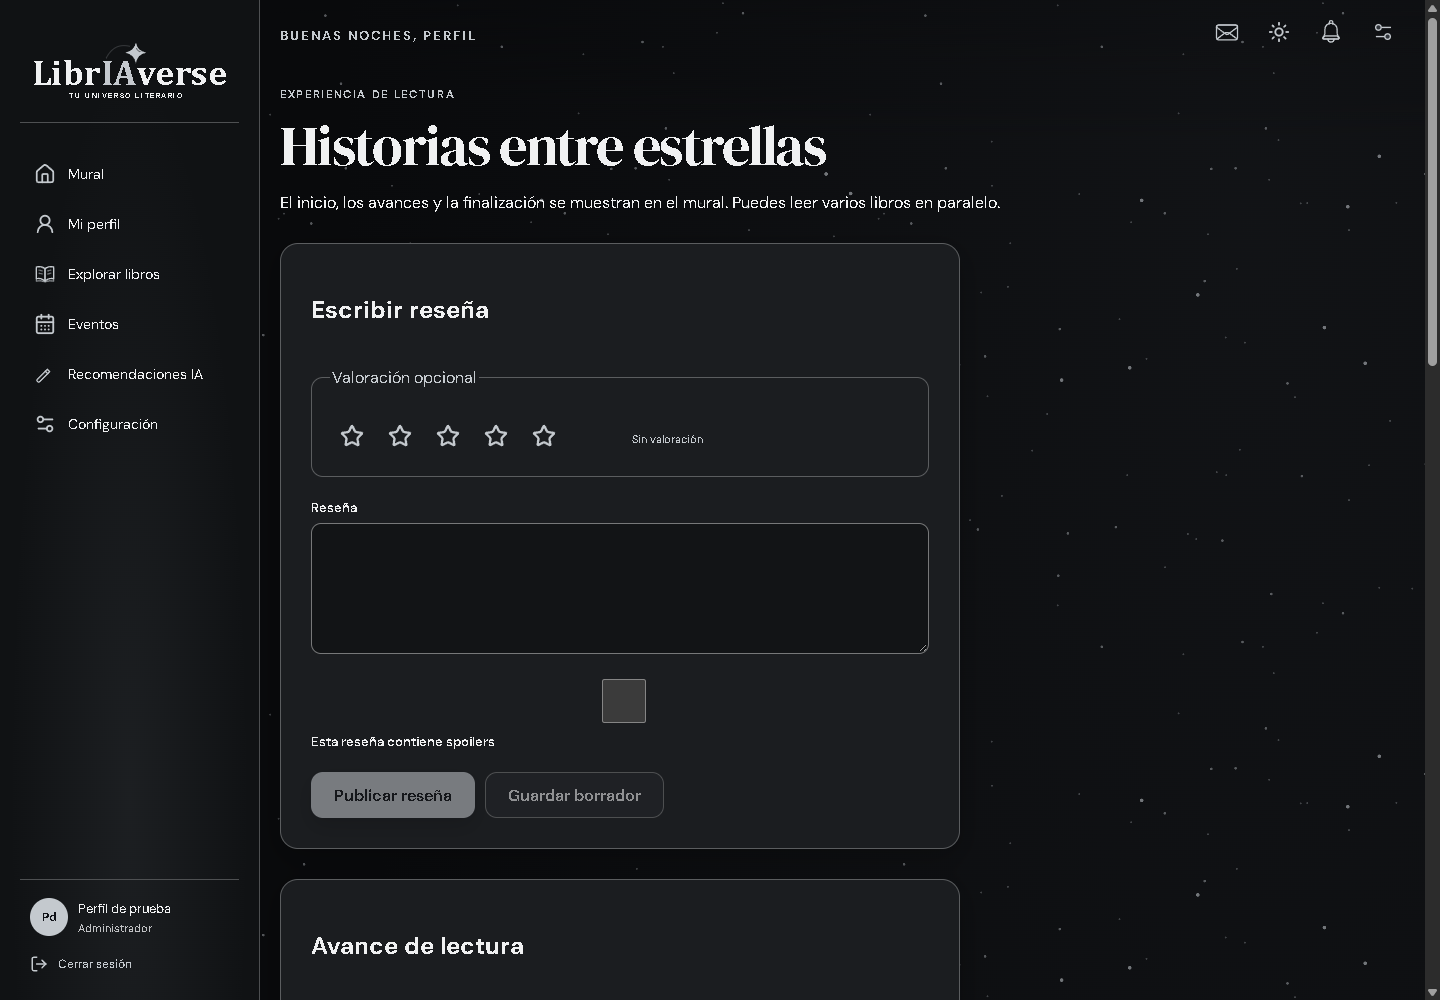 LibrIAverse
TU UNIVERSO LITERARIO
Mural
Mi perfil
Explorar libros
Eventos
Recomendaciones IA
Configuración
Pd
Perfil de prueba
Administrador
Cerrar sesión
BUENAS NOCHES, PERFIL
EXPERIENCIA DE LECTURA
Historias entre estrellas
El inicio, los avances y la finalización se muestran en el mural. Puedes leer varios libros en paralelo.
Escribir reseña
Valoración opcional
Sin valoración
Reseña
Esta reseña contiene spoilers
Publicar reseña
Guardar borrador
Avance de lectura